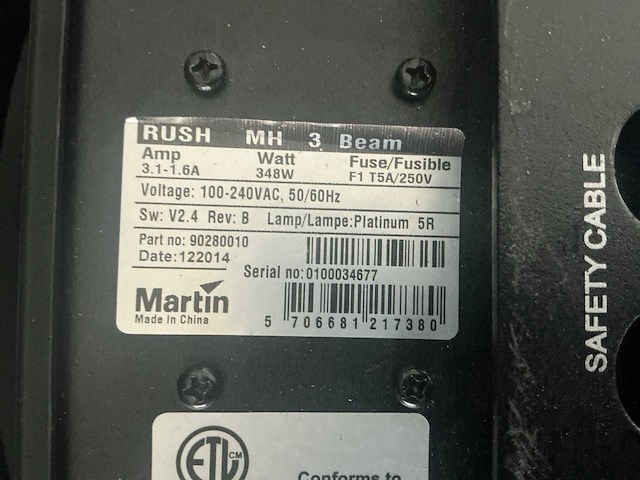 RUSH MH 3 Beam
Amp Watt Fuse/Fusible
3.1-1.6A 348W F1 T5A/250V
Voltage: 100-240VAC, 50/60Hz
Sw: V2.4 Rev: B Lamp/Lampe:Platinum 5R
Part no: 90280010
Date:122014
Serial no:0100034677
Martin
Made In China
5 706681 217380
ETL CM
Conforms to
SAFETY CABLE